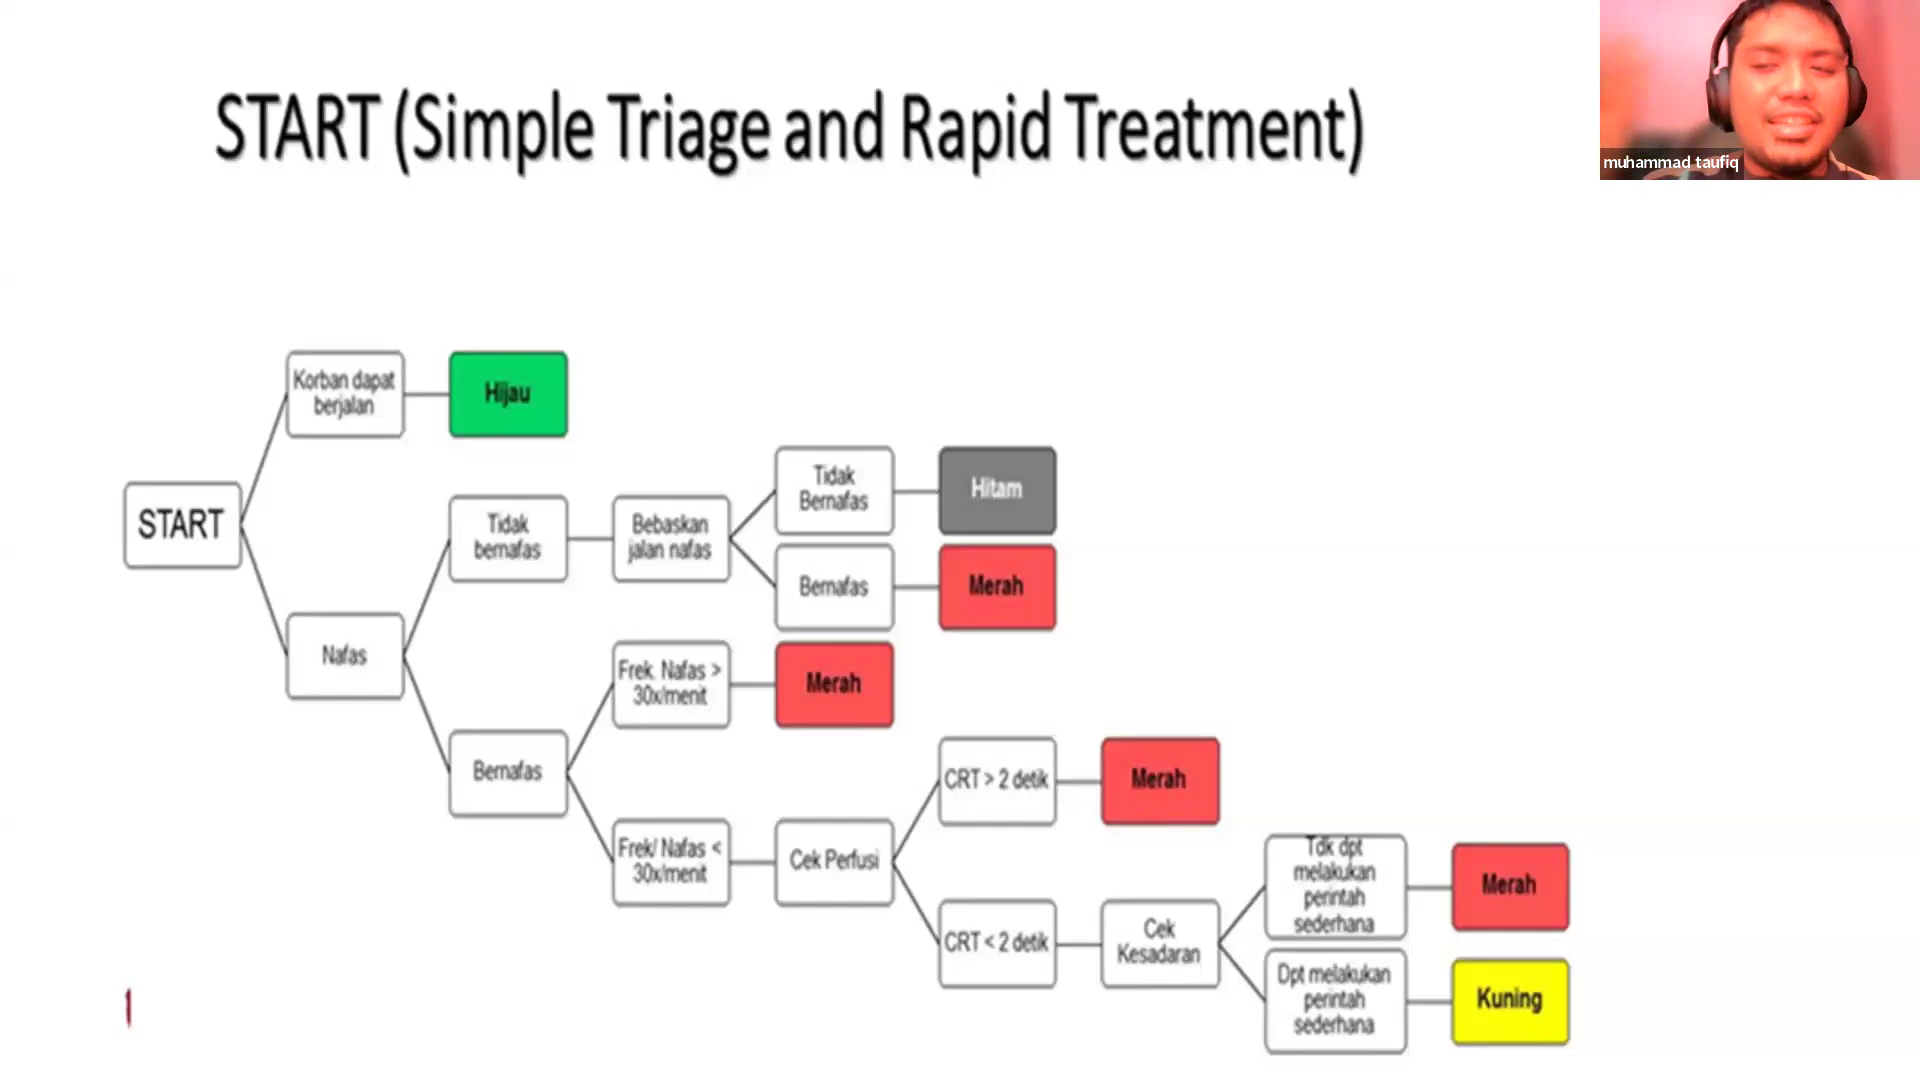 START (Simple Triage and Rapid Treatment)
muhammad taufiq
START
Korban dapat
berjalan
Hijau
Nafas
Tidak
bernafas
Bebaskan
jalan nafas
Tidak
Bernafas
Hitam
Bernafas
Merah
Bernafas
Frek. Nafas >
30x/menit
Merah
Frek/ Nafas <
30x/menit
Cek Perfusi
CRT > 2 detik
Merah
CRT < 2 detik
Cek
Kesadaran
Tdk dpt
melakukan
perintah
sederhana
Merah
Dpt melakukan
perintah
sederhana
Kuning